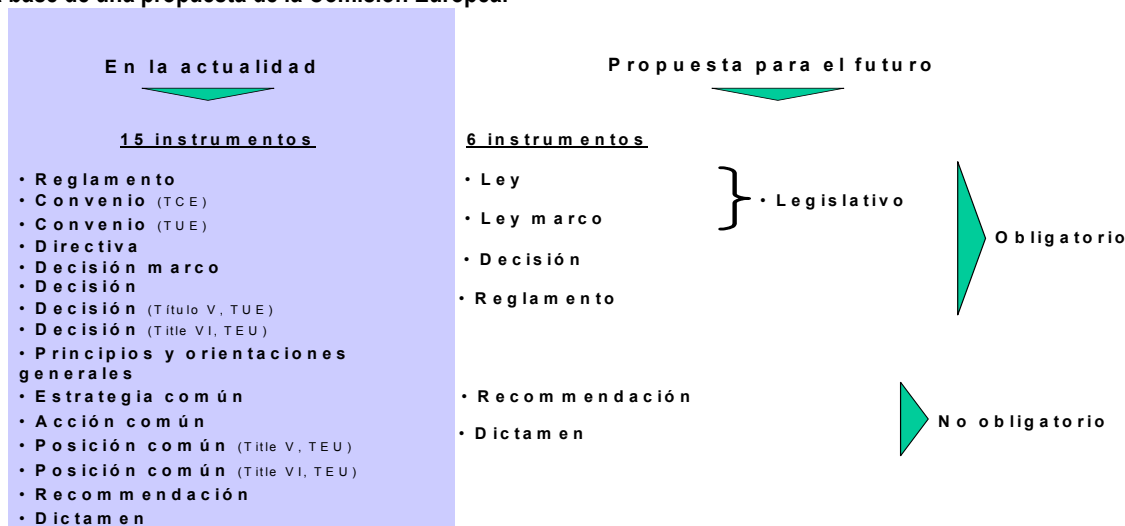 base de una propuesta de la Comisión Europea.
En la actualidad
Propuesta para el futuro
15 instrumentos
• Reglamento
• Convenio (TCE)
• Convenio (TUE)
• Directiva
• Decisión marco
• Decisión
• Decisión (Título V, TUE)
• Decisión (Title VI, TEU)
• Principios y orientaciones
generales
• Estrategia común
• Acción común
• Posición común (Title V, TEU)
• Posición común (Title VI, TEU)
• Recommendación
• Dictamen
6 instrumentos
• Ley
• Ley marco
• Legislativo
• Decisión
• Reglamento
Obligatorio
• Recommendación
• Dictamen
No obligatorio